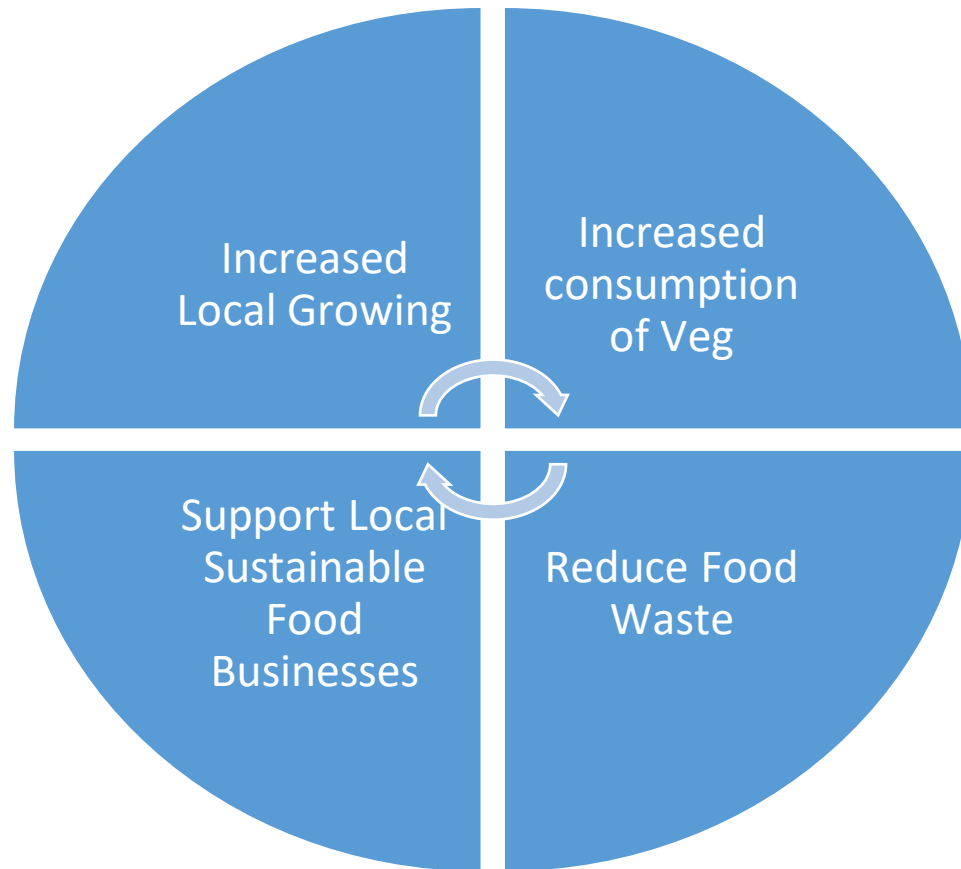 Increased
Local Growing
Increased
consumption
of Veg
Support Local
Sustainable
Food
Businesses
Reduce Food
Waste